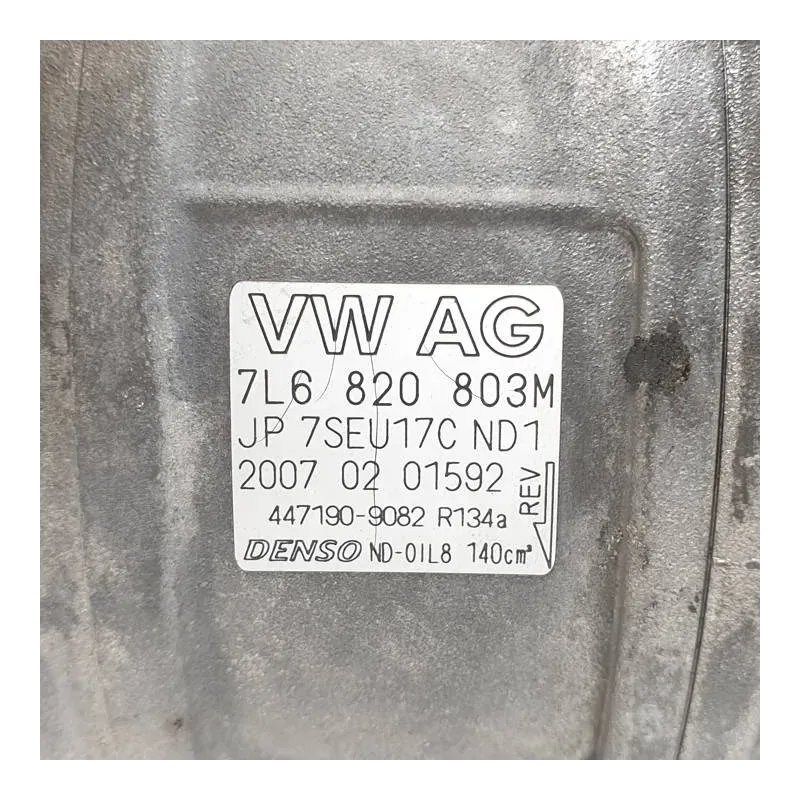 VW AG
7L6 820 803M
JP 7SEU17C ND1
2007 02 01592
REV
447190-9082 R134a
DENSO ND-OIL8 140cm³